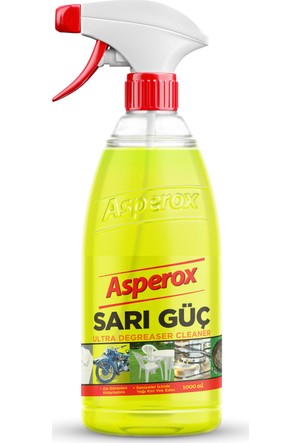 Asperox
Asperox
SARI GÜÇ
ULTRA DEGREASER CLEANER
1000 ml